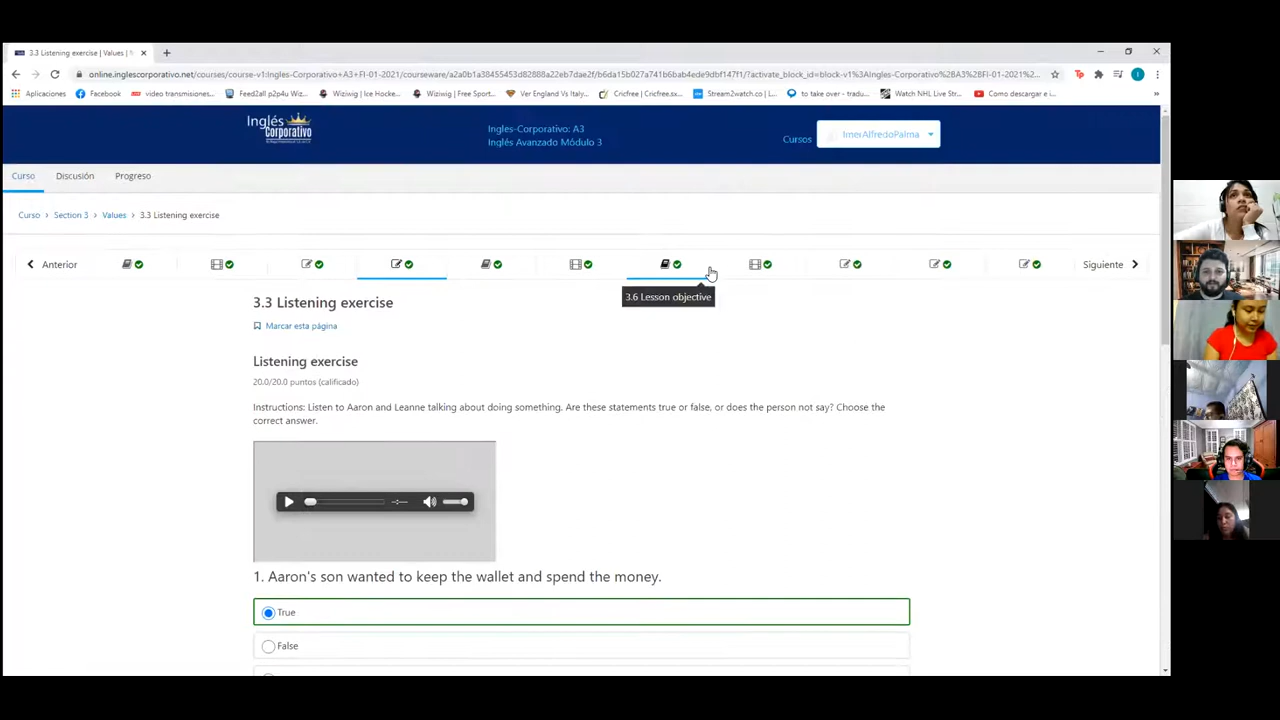 3.3 Listening exercise | Values |
online.inglescorporativo.net/courses/course-v1:Ingles-Corporativo+A3+FI-01-2021/courseware/a2a0b1a38455453d82888a22eb7dae2f/b6da15b027a741b6bab4ede9dbf147f1/?activate_block_id=block-v1%3AIngles-Corporativo%2BA3%2BFI-01-2021%2...
Aplicaciones Facebook Feed2all p2p4u Wiz... video transmisiones... Wiziwig | Ice Hocke... Wiziwig | Free Sport... Ver England Vs Italy... Cricfree | Cricfree.sx... Stream2watch.co | L... to take over - tradu... Watch NHL Live Str... Como descargar e i... »
Inglés Corporativo
Ingles-Corporativo: A3
Inglés Avanzado Módulo 3
Cursos ImerAlfredoPalma
Curso Discusión Progreso
Curso > Section 3 > Values > 3.3 Listening exercise
Anterior Siguiente
3.6 Lesson objective
3.3 Listening exercise
Marcar esta página
Listening exercise
20.0/20.0 puntos (calificado)
Instructions: Listen to Aaron and Leanne talking about doing something. Are these statements true or false, or does the person not say? Choose the
correct answer.
1. Aaron's son wanted to keep the wallet and spend the money.
True
False